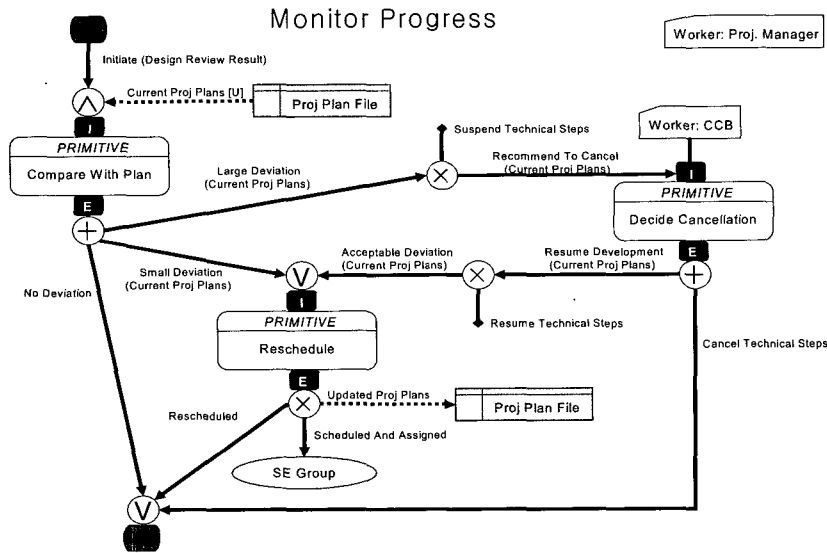 Monitor Progress
Worker: Proj. Manager
Initiate (Design Review Result)
Current Proj Plans [U]
Proj Plan File
I
PRIMITIVE
Compare With Plan
E
Large Deviation
(Current Proj Plans)
Suspend Technical Steps
Recommend To Cancel
(Current Proj Plans)
Worker: CCB
I
PRIMITIVE
Decide Cancellation
E
No Deviation
Small Deviation
(Current Proj Plans)
Acceptable Deviation
(Current Proj Plans)
Resume Development
(Current Proj Plans)
V
I
PRIMITIVE
Reschedule
E
Resume Technical Steps
Cancel Technical Steps
Rescheduled
Updated Proj Plans
Proj Plan File
Scheduled And Assigned
SE Group
V